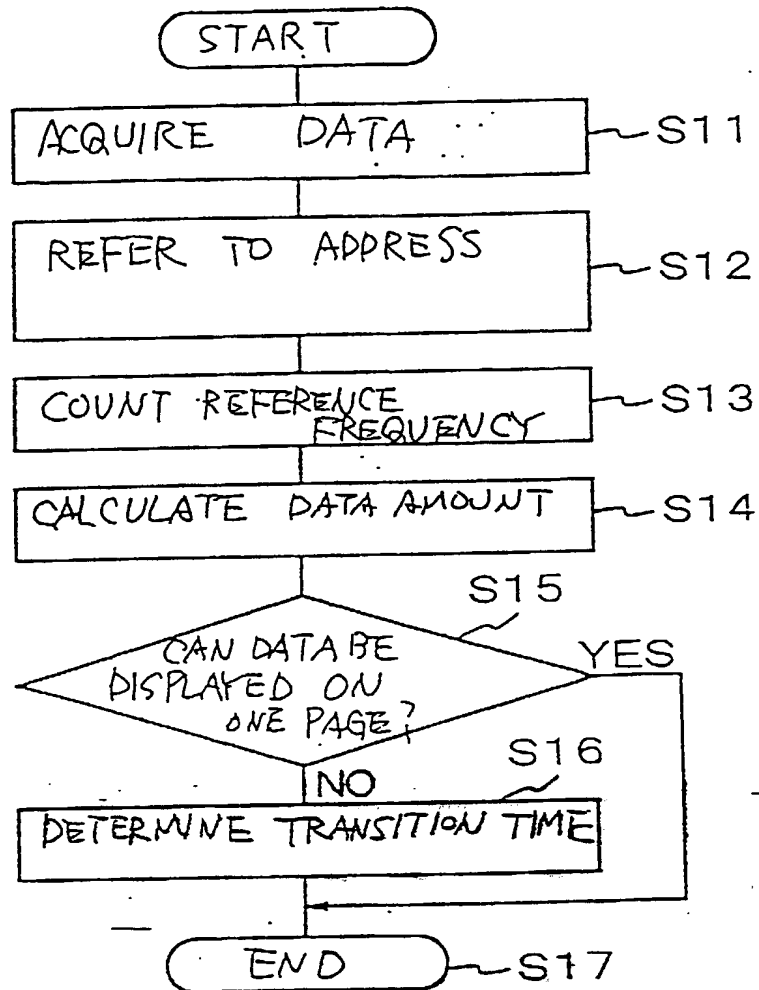 START
ACQUIRE DATA
S11
REFER TO ADDRESS
S12
COUNT REFERENCE
FREQUENCY
S13
CALCULATE DATA AMOUNT
S14
S15
CAN DATA BE
DISPLAYED ON
ONE PAGE?
YES
NO
S16
DETERMINE TRANSITION TIME
END
S17